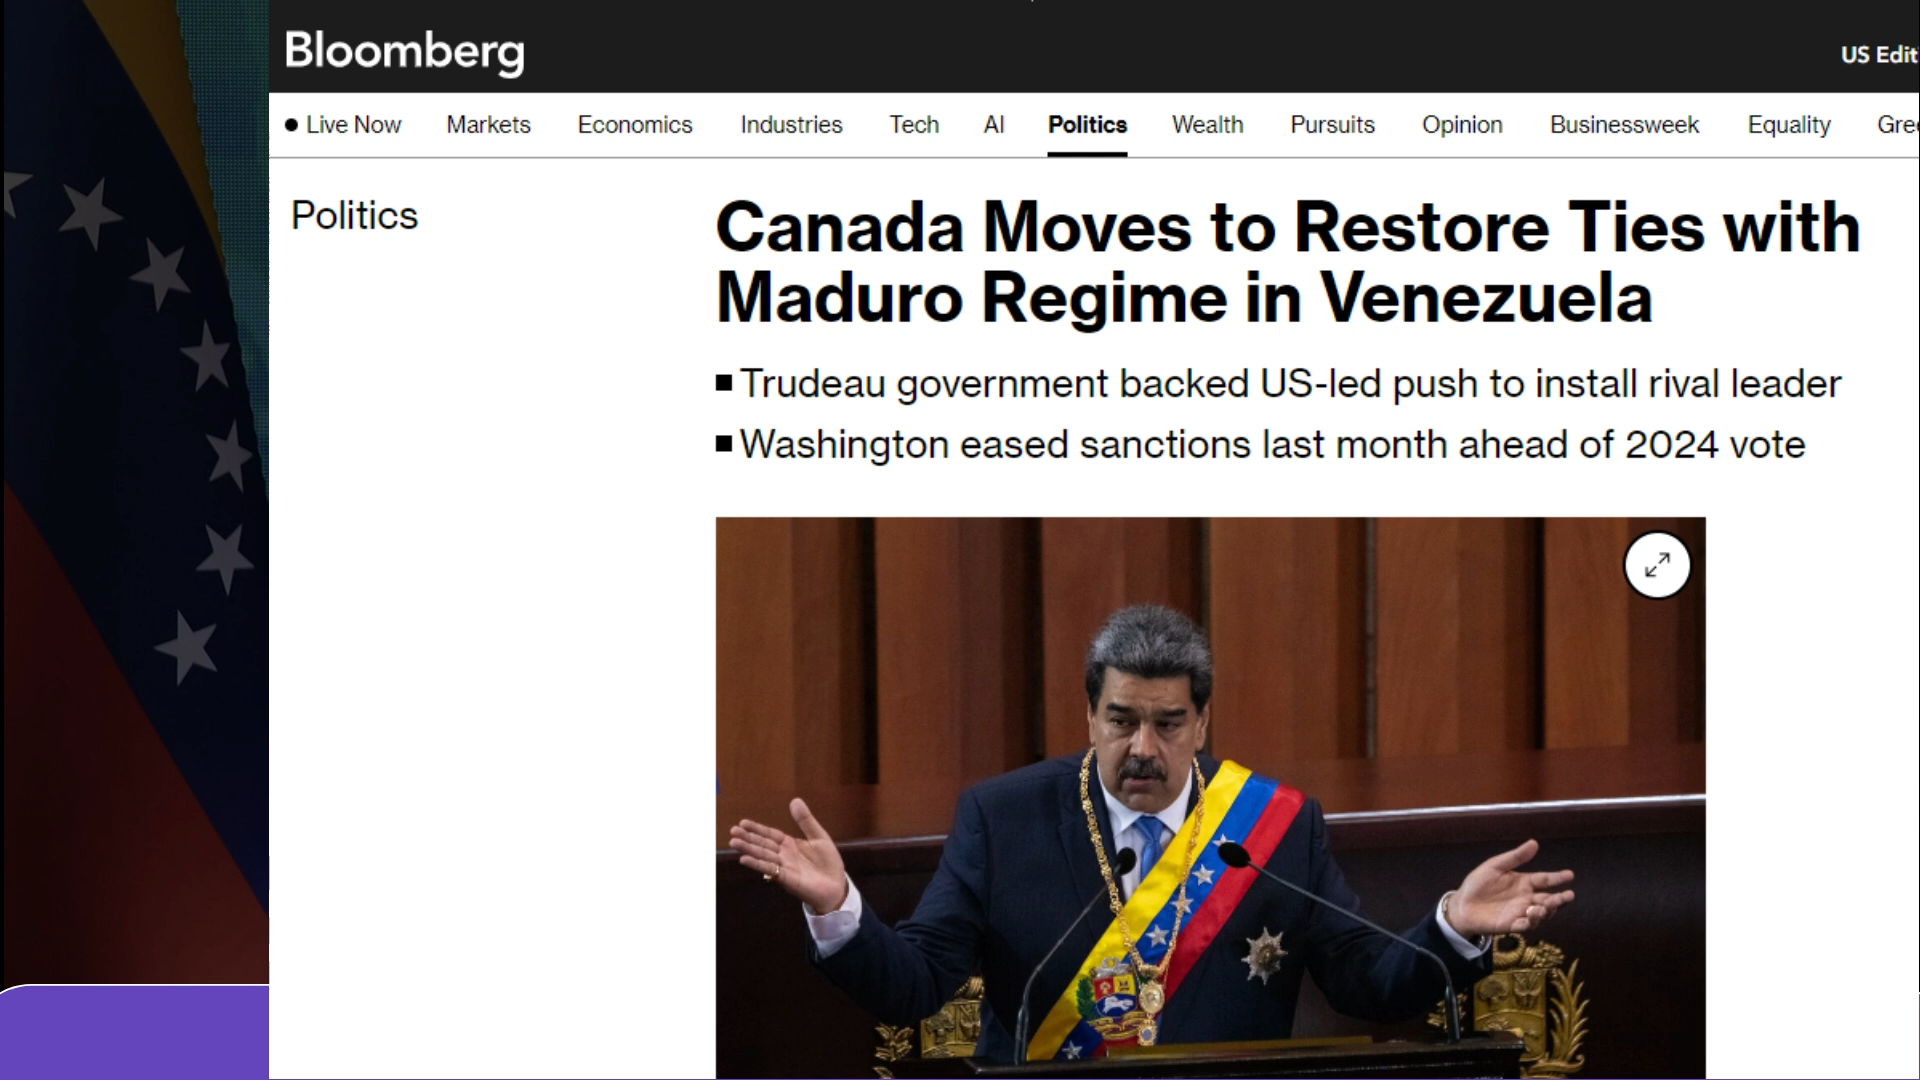 Bloomberg
US Edit
Live Now Markets Economics Industries Tech AI Politics Wealth Pursuits Opinion Businessweek Equality Gree
Politics
Canada Moves to Restore Ties with
Maduro Regime in Venezuela
Trudeau government backed US-led push to install rival leader
Washington eased sanctions last month ahead of 2024 vote